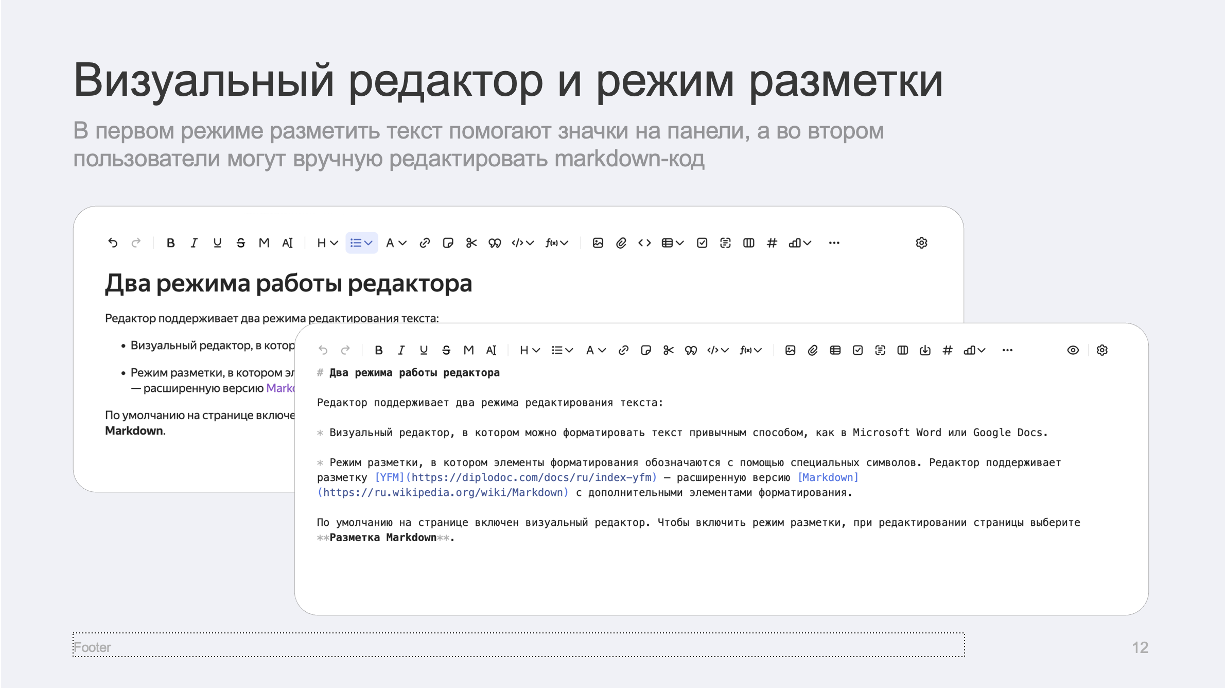 Визуальный редактор и режим разметки
В первом режиме разметить текст помогают значки на панели, а во втором
пользователи могут вручную редактировать markdown-код
Два режима работы редактора
Редактор поддерживает два режима редактирования текста:
• Визуальный редактор, в котор
• Режим разметки, в котором эл
— расширенную версию Mark
По умолчанию на странице включе
Markdown.
# Два режима работы редактора
Редактор поддерживает два режима редактирования текста:
* Визуальный редактор, в котором можно форматировать текст привычным способом, как в Microsoft Word или Google Docs.
* Режим разметки, в котором элементы форматирования обозначаются с помощью специальных символов. Редактор поддерживает
разметку [YFM](https://diplodoc.com/docs/ru/index-yfm) — расширенную версию [Markdown]
(https://ru.wikipedia.org/wiki/Markdown) с дополнительными элементами форматирования.
По умолчанию на странице включен визуальный редактор. Чтобы включить режим разметки, при редактировании страницы выберите
**Разметка Markdown**.
Footer
12